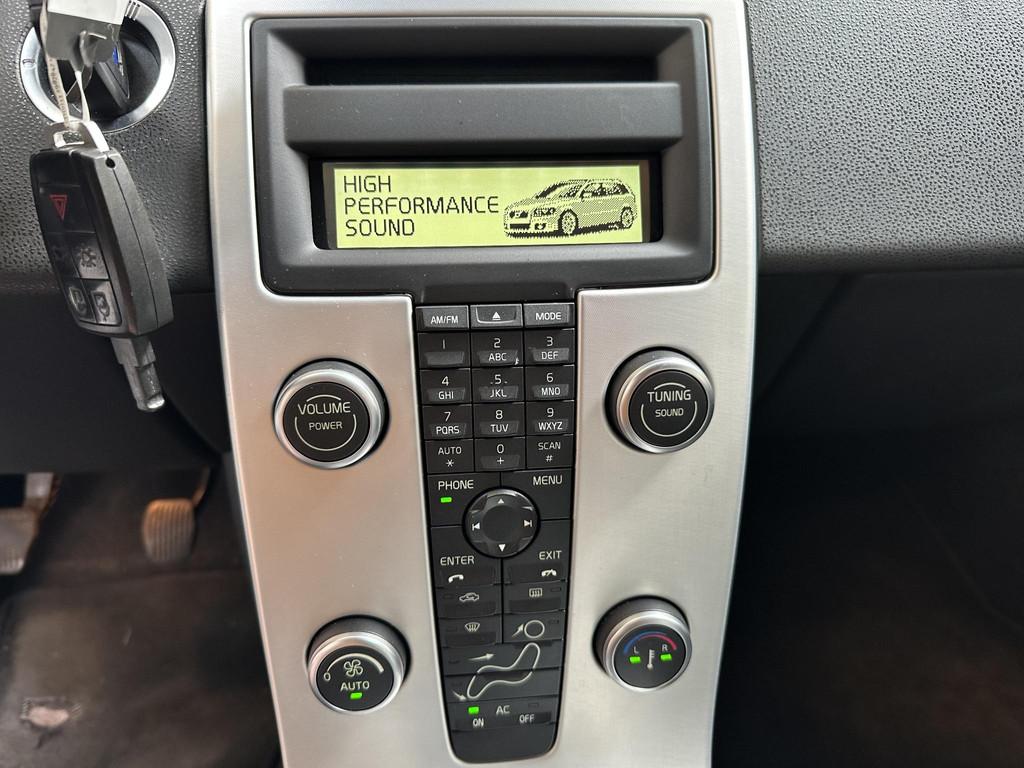 HIGH
PERFORMANCE
SOUND
AM/FM
MODE
1
2
ABC
3
DEF
4
GHI
5
JKL
6
MNO
7
PQRS
8
TUV
9
WXYZ
AUTO
*
0
+
SCAN
#
VOLUME
POWER
TUNING
SOUND
PHONE
MENU
ENTER
EXIT
0
AUTO
L
R
AC
ON
OFF